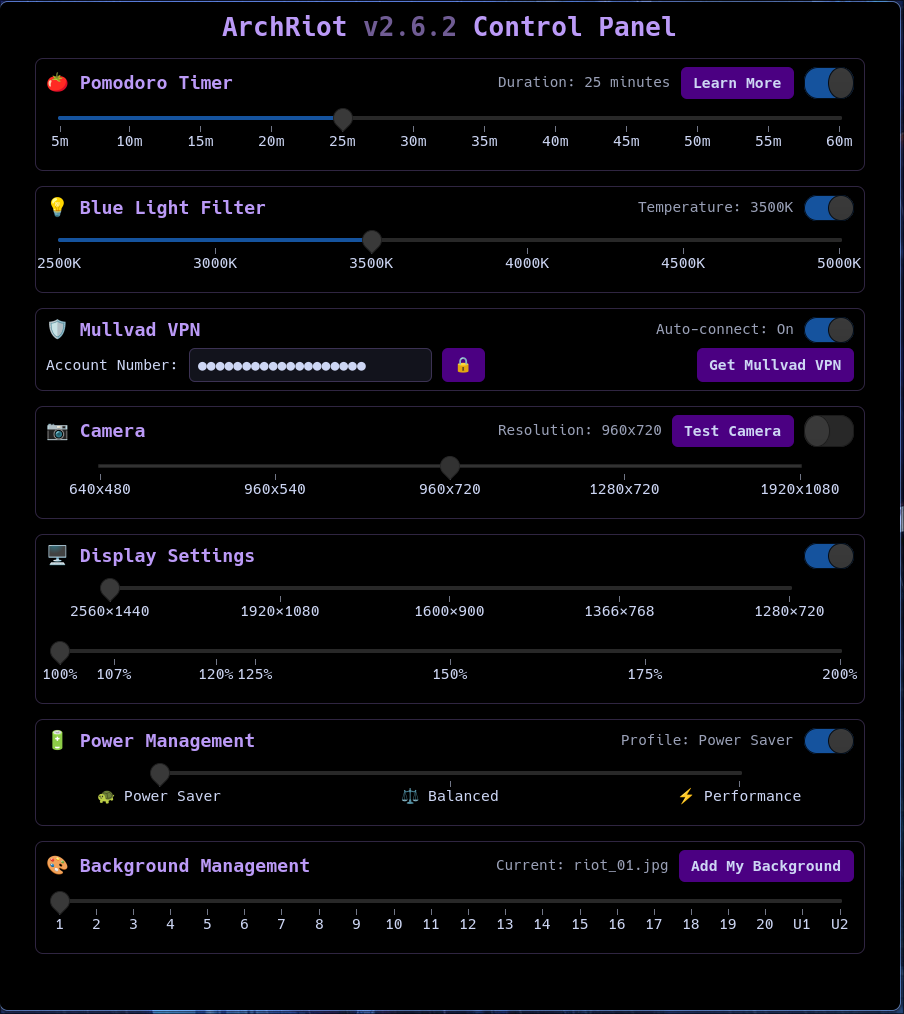 ArchRiot v2.6.2 Control Panel
Pomodoro Timer Duration: 25 minutes Learn More
5m 10m 15m 20m 25m 30m 35m 40m 45m 50m 55m 60m
Blue Light Filter Temperature: 3500K
2500K 3000K 3500K 4000K 4500K 5000K
Mullvad VPN Auto-connect: On
Account Number: ●●●●●●●●●●●●●●●●●●● Get Mullvad VPN
Camera Resolution: 960x720 Test Camera
640x480 960x540 960x720 1280x720 1920x1080
Display Settings
2560×1440 1920×1080 1600×900 1366×768 1280×720
100% 107% 120% 125% 150% 175% 200%
Power Management Profile: Power Saver
Power Saver Balanced Performance
Background Management Current: riot_01.jpg Add My Background
1 2 3 4 5 6 7 8 9 10 11 12 13 14 15 16 17 18 19 20 U1 U2